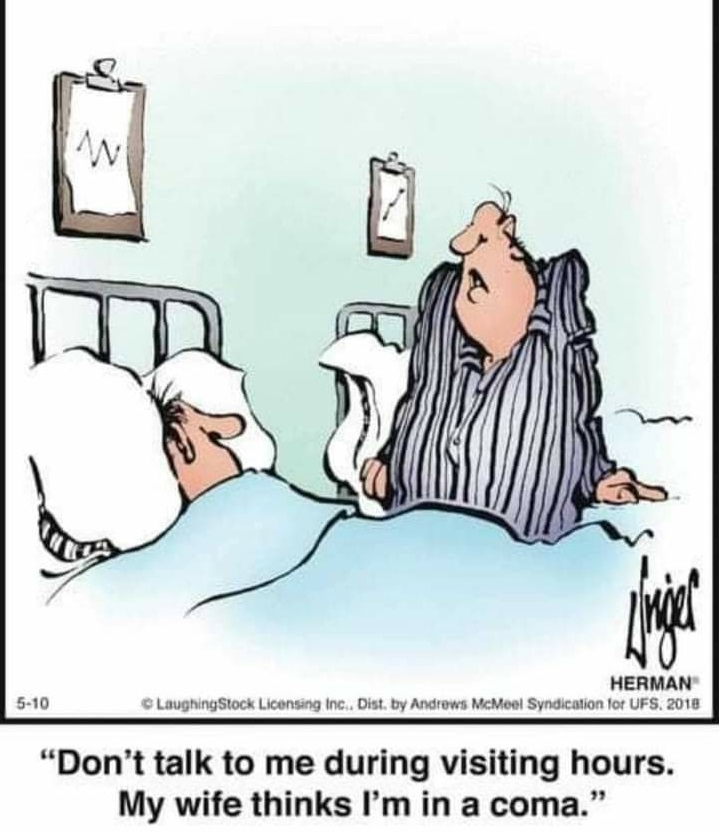 Unger
HERMAN®
5-10 © LaughingStock Licensing Inc., Dist. by Andrews McMeel Syndication for UFS, 2018
“Don’t talk to me during visiting hours.
My wife thinks I’m in a coma.”